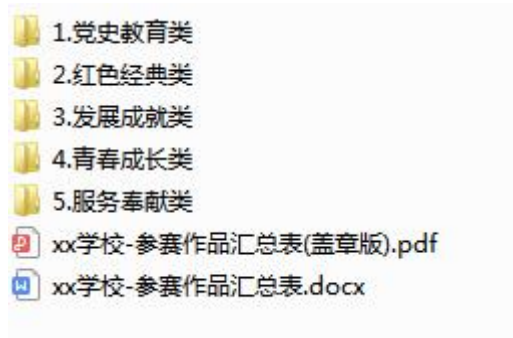 1.党史教育类
2.红色经典类
3.发展成就类
4.青春成长类
5.服务奉献类
xx学校-参赛作品汇总表(盖章版).pdf
xx学校-参赛作品汇总表.docx